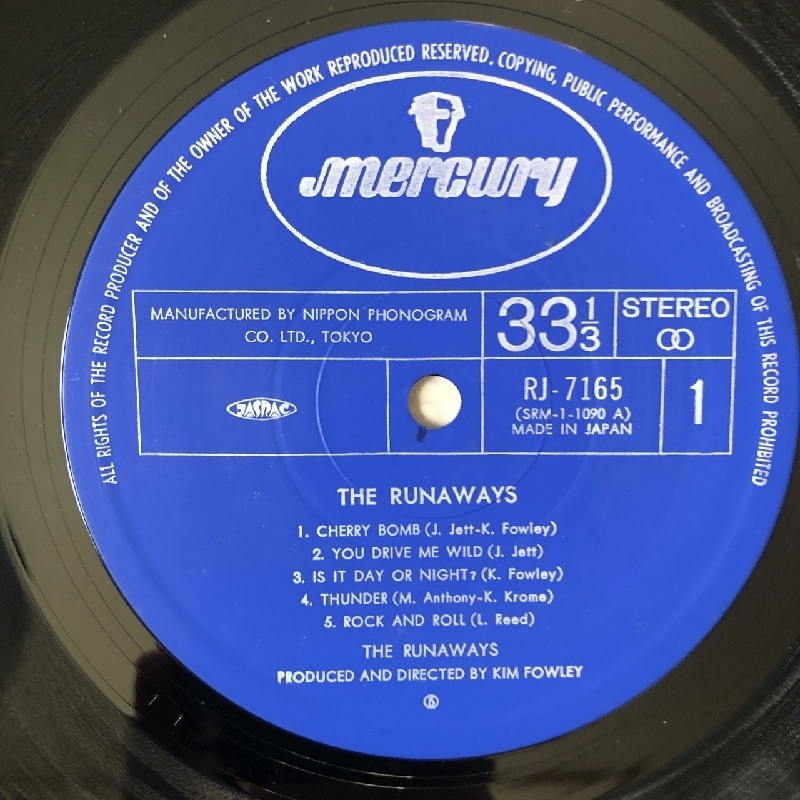 ALL RIGHTS OF THE RECORD PRODUCER AND OF THE OWNER OF THE WORK REPRODUCED RESERVED. COPYING, PUBLIC PERFORMANCE AND BROADCASTING OF THIS RECORD PROHIBITED
mercury
MANUFACTURED BY NIPPON PHONOGRAM
CO. LTD., TOKYO
33 1/3
STEREO
JASRAC
RJ-7165
(SRM-1-1090 A)
MADE IN JAPAN
1
THE RUNAWAYS
1. CHERRY BOMB (J. Jett-K. Fowley)
2. YOU DRIVE ME WILD (J. Jett)
3. IS IT DAY OR NIGHT? (K. Fowley)
4. THUNDER (M. Anthony-K. Krome)
5. ROCK AND ROLL (L. Reed)
THE RUNAWAYS
PRODUCED AND DIRECTED BY KIM FOWLEY